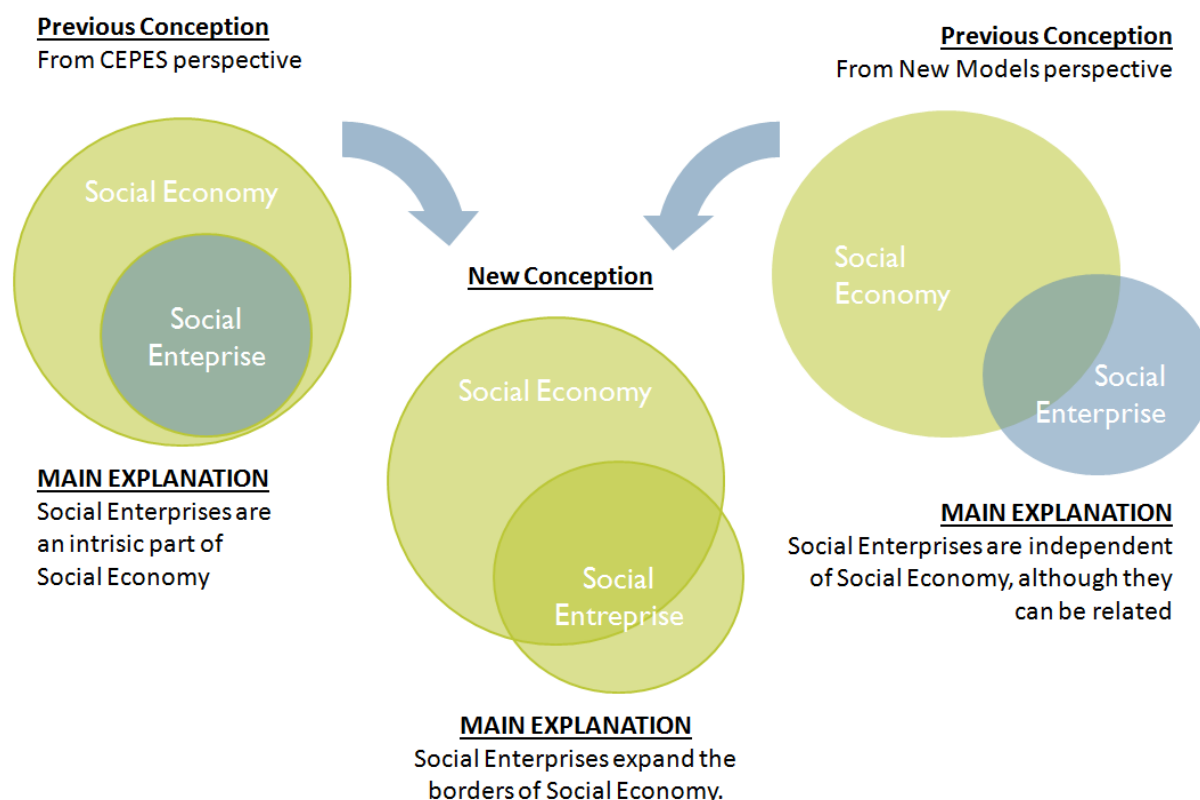 Previous Conception
From CEPES perspective
Social Economy
Social
Enteprise
MAIN EXPLANATION
Social Enterprises are
an intrisic part of
Social Economy
Previous Conception
From New Models perspective
Social
Economy
Social
Enterprise
MAIN EXPLANATION
Social Enterprises are independent
of Social Economy, although they
can be related
New Conception
Social Economy
Social
Entreprise
MAIN EXPLANATION
Social Enterprises expand the
borders of Social Economy.